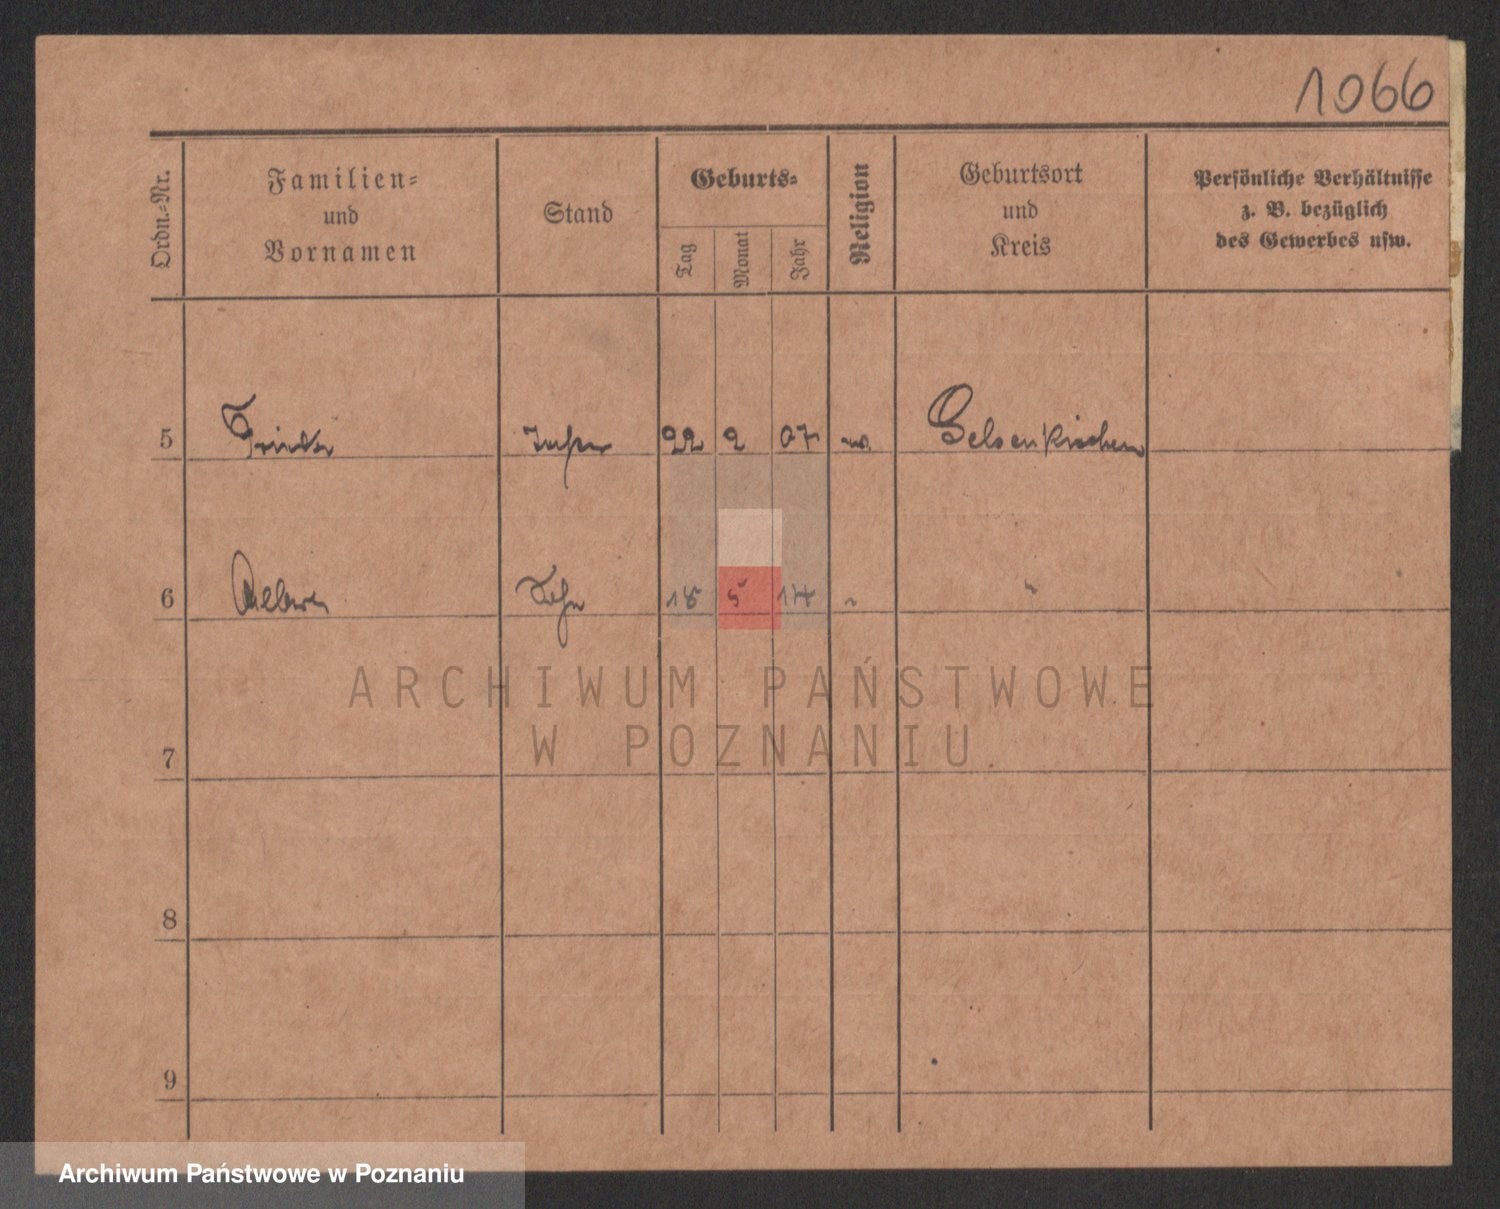 1066
Ordn.-Nr.
Familien-
und
Vornamen
Stand
Geburts-
Tag
Monat
Jahr
Religion
Geburtsort
und
Kreis
Persönliche Verhältnisse
z. B. bezüglich
des Gewerbes usw.
5 22 2 07 Gelsenkirchen
6 Sohn 18 5 14 "  "
7
8
9
ARCHIWUM PAŃSTWOWE
W POZNANIU
Archiwum Państwowe w Poznaniu